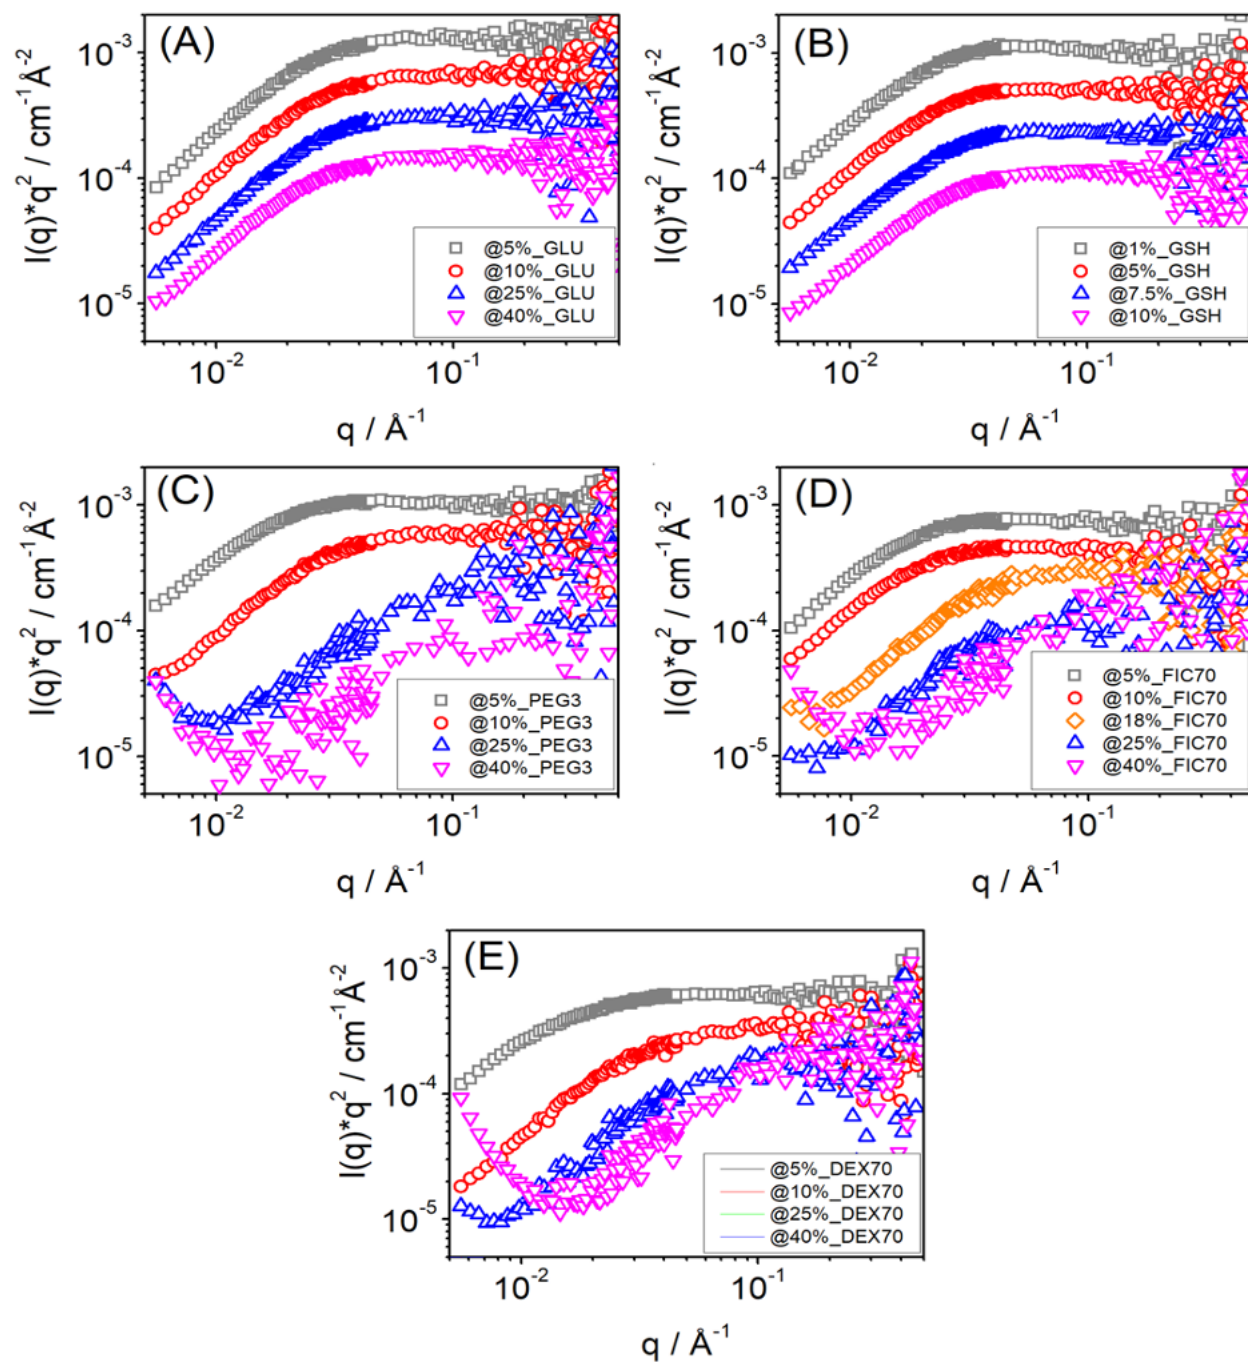 (A)
10⁻³
10⁻⁴
10⁻⁵
I(q)*q² / cm⁻¹Å⁻²
@5%_GLU
@10%_GLU
@25%_GLU
@40%_GLU
10⁻²
10⁻¹
q / Å⁻¹
(B)
10⁻³
10⁻⁴
10⁻⁵
I(q)*q² / cm⁻¹Å⁻²
@1%_GSH
@5%_GSH
@7.5%_GSH
@10%_GSH
10⁻²
10⁻¹
q / Å⁻¹
(C)
10⁻³
10⁻⁴
10⁻⁵
I(q)*q² / cm⁻¹Å⁻²
@5%_PEG3
@10%_PEG3
@25%_PEG3
@40%_PEG3
10⁻²
10⁻¹
q / Å⁻¹
(D)
10⁻³
10⁻⁴
10⁻⁵
I(q)*q² / cm⁻¹Å⁻²
@5%_FIC70
@10%_FIC70
@18%_FIC70
@25%_FIC70
@40%_FIC70
10⁻²
10⁻¹
q / Å⁻¹
(E)
10⁻³
10⁻⁴
10⁻⁵
I(q)*q² / cm⁻¹Å⁻²
@5%_DEX70
@10%_DEX70
@25%_DEX70
@40%_DEX70
10⁻²
10⁻¹
q / Å⁻¹